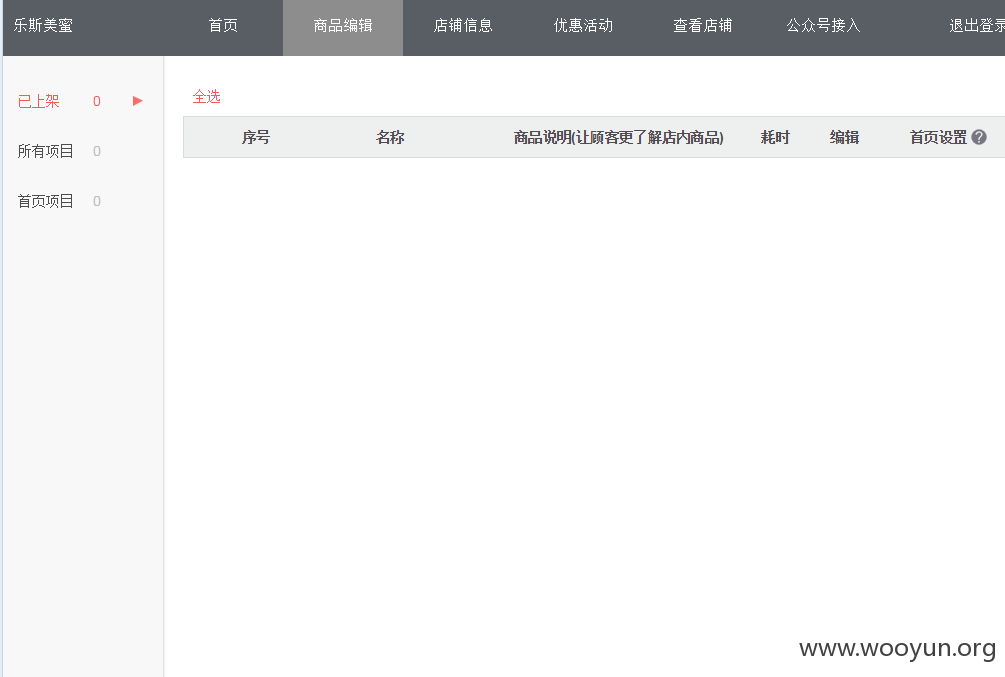 乐斯美蜜 首页 商品编辑 店铺信息 优惠活动 查看店铺 公众号接入 退出登录
已上架 0
所有项目 0
首页项目 0
全选
序号 名称 商品说明(让顾客更了解店内商品) 耗时 编辑 首页设置 ?
www.wooyun.org